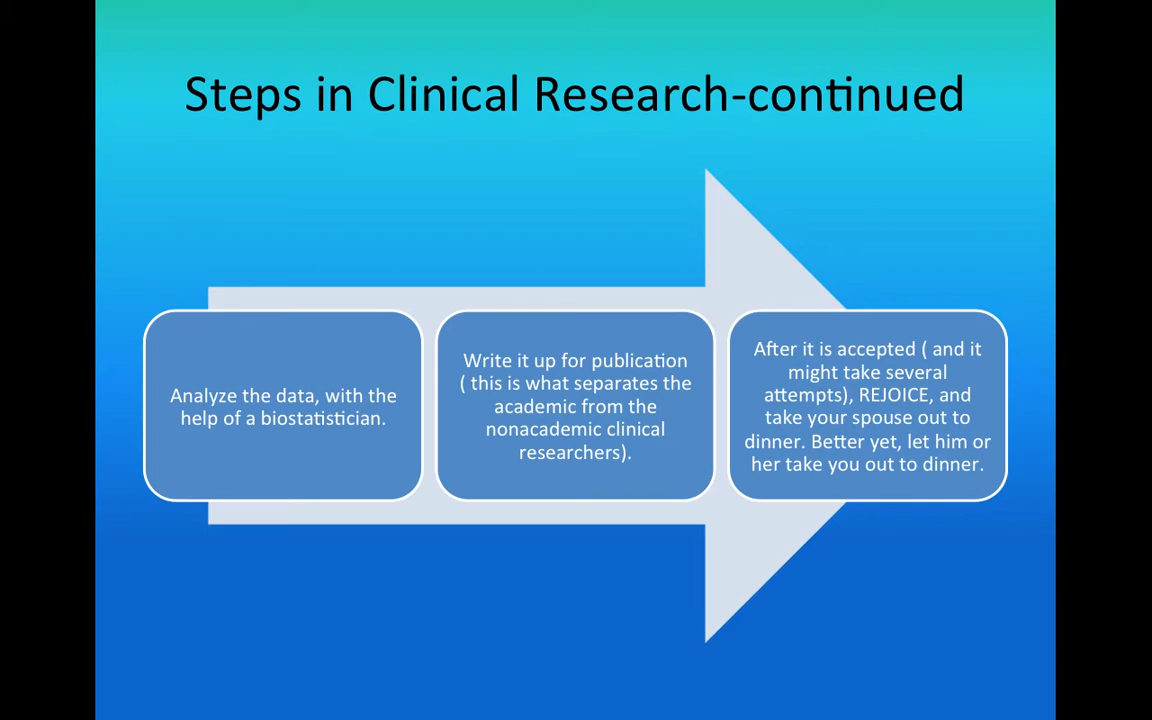 Steps in Clinical Research-continued
Analyze the data, with the
help of a biostatistician.
Write it up for publication
( this is what separates the
academic from the
nonacademic clinical
researchers).
After it is accepted ( and it
might take several
attempts), REJOICE, and
take your spouse out to
dinner. Better yet, let him or
her take you out to dinner.